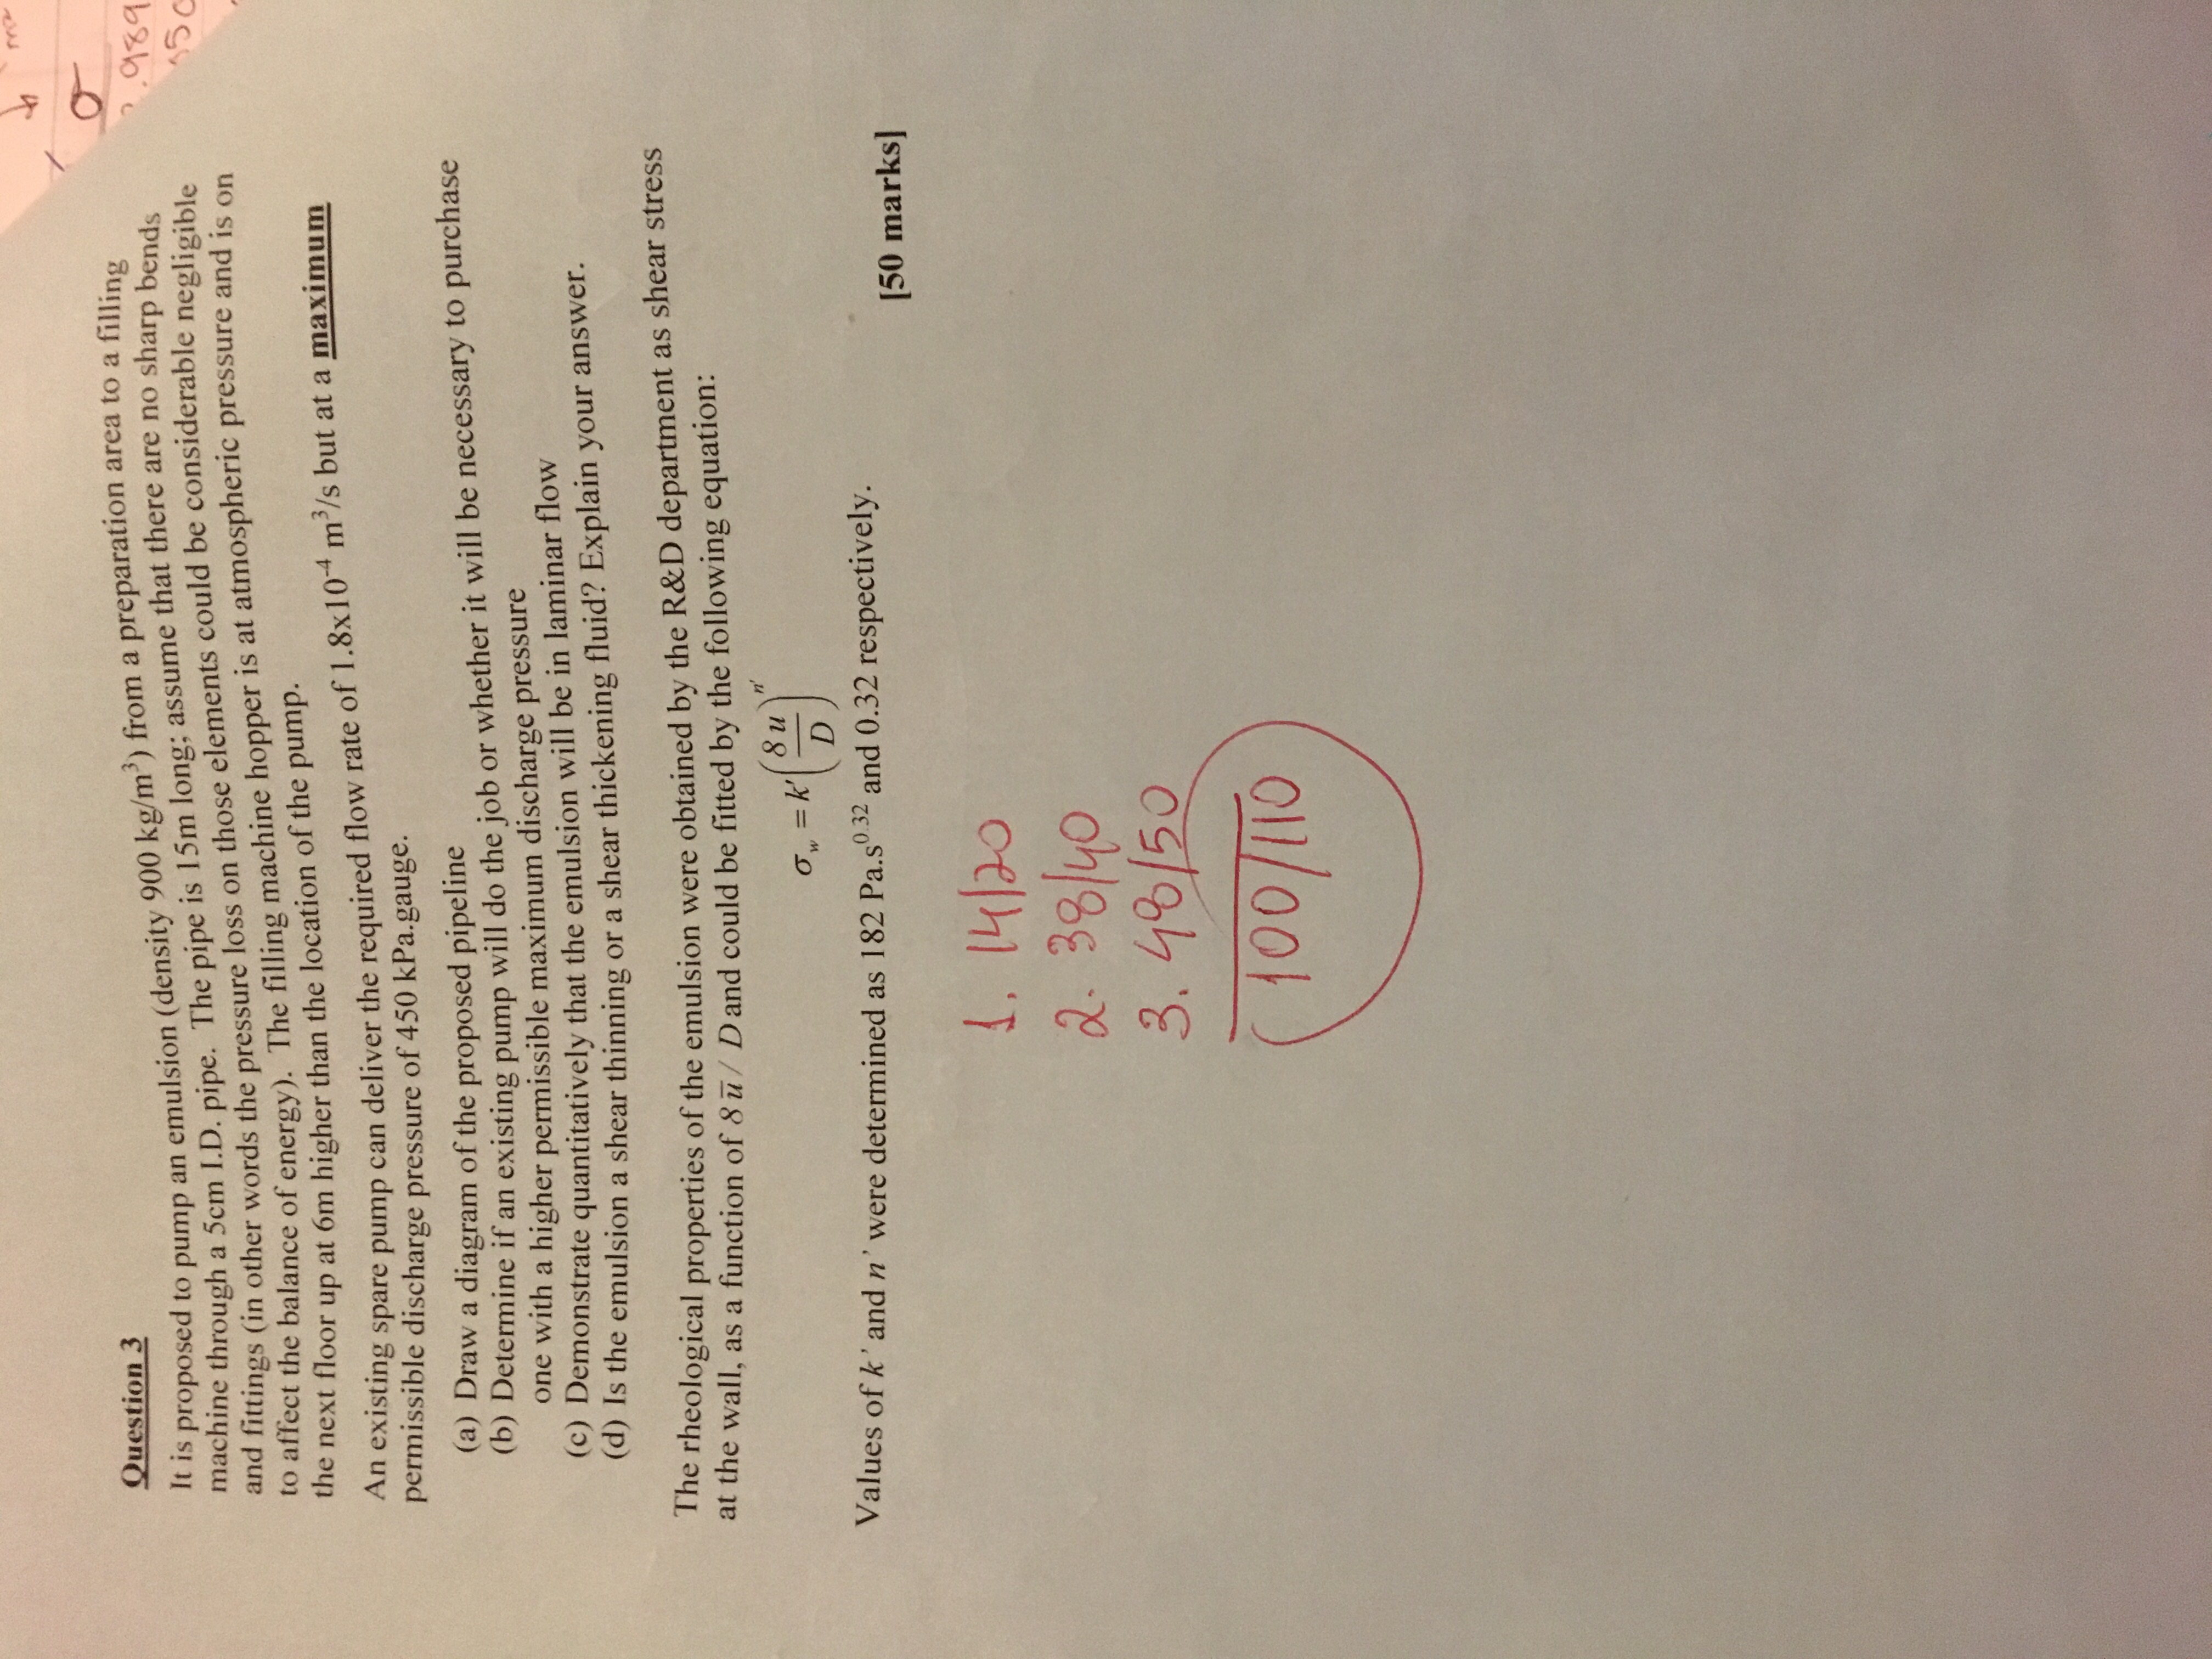 Question 3
It is proposed to pump an emulsion (density 900 kg/m³) from a preparation area to a filling
machine through a 5cm I.D. pipe. The pipe is 15m long; assume that there are no sharp bends
and fittings (in other words the pressure loss on those elements could be considerable negligible
to affect the balance of energy). The filling machine hopper is at atmospheric pressure and is on
the next floor up at 6m higher than the location of the pump.
An existing spare pump can deliver the required flow rate of 1.8x10⁻⁴ m³/s but at a maximum
permissible discharge pressure of 450 kPa.gauge.
(a) Draw a diagram of the proposed pipeline
(b) Determine if an existing pump will do the job or whether it will be necessary to purchase
one with a higher permissible maximum discharge pressure
(c) Demonstrate quantitatively that the emulsion will be in laminar flow
(d) Is the emulsion a shear thinning or a shear thickening fluid? Explain your answer.
The rheological properties of the emulsion were obtained by the R&D department as shear stress
at the wall, as a function of 8 ū / D and could be fitted by the following equation:
σ_w = k' (8 u / D)^n'
Values of k' and n' were determined as 182 Pa.s^0.32 and 0.32 respectively.
[50 marks]
1. 14/20
2. 38/40
3. 48/50
100/110
σ
.989